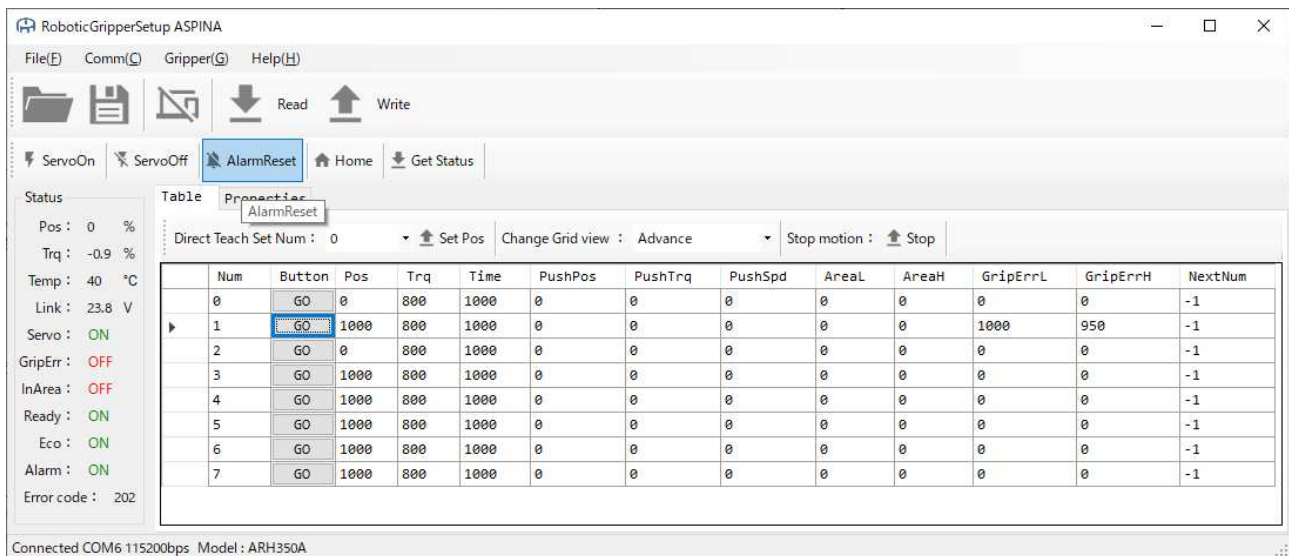 RoboticGripperSetup ASPINA
File(F) Comm(C) Gripper(G) Help(H)
Read Write
ServoOn ServoOff AlarmReset Home Get Status
Status
Pos : 0 %
Trq : -0.9 %
Temp : 40 °C
Link : 23.8 V
Servo : ON
GripErr : OFF
InArea : OFF
Ready : ON
Eco : ON
Alarm : ON
Error code : 202
Table Properties
AlarmReset
Direct Teach Set Num : 0 Set Pos Change Grid view : Advance Stop motion : Stop
Num Button Pos Trq Time PushPos PushTrq PushSpd AreaL AreaH GripErrL GripErrH NextNum
0 GO 0 800 1000 0 0 0 0 0 0 0 -1
1 GO 1000 800 1000 0 0 0 0 0 1000 950 -1
2 GO 0 800 1000 0 0 0 0 0 0 0 -1
3 GO 1000 800 1000 0 0 0 0 0 0 0 -1
4 GO 1000 800 1000 0 0 0 0 0 0 0 -1
5 GO 1000 800 1000 0 0 0 0 0 0 0 -1
6 GO 1000 800 1000 0 0 0 0 0 0 0 -1
7 GO 1000 800 1000 0 0 0 0 0 0 0 -1
Connected COM6 115200bps Model : ARH350A